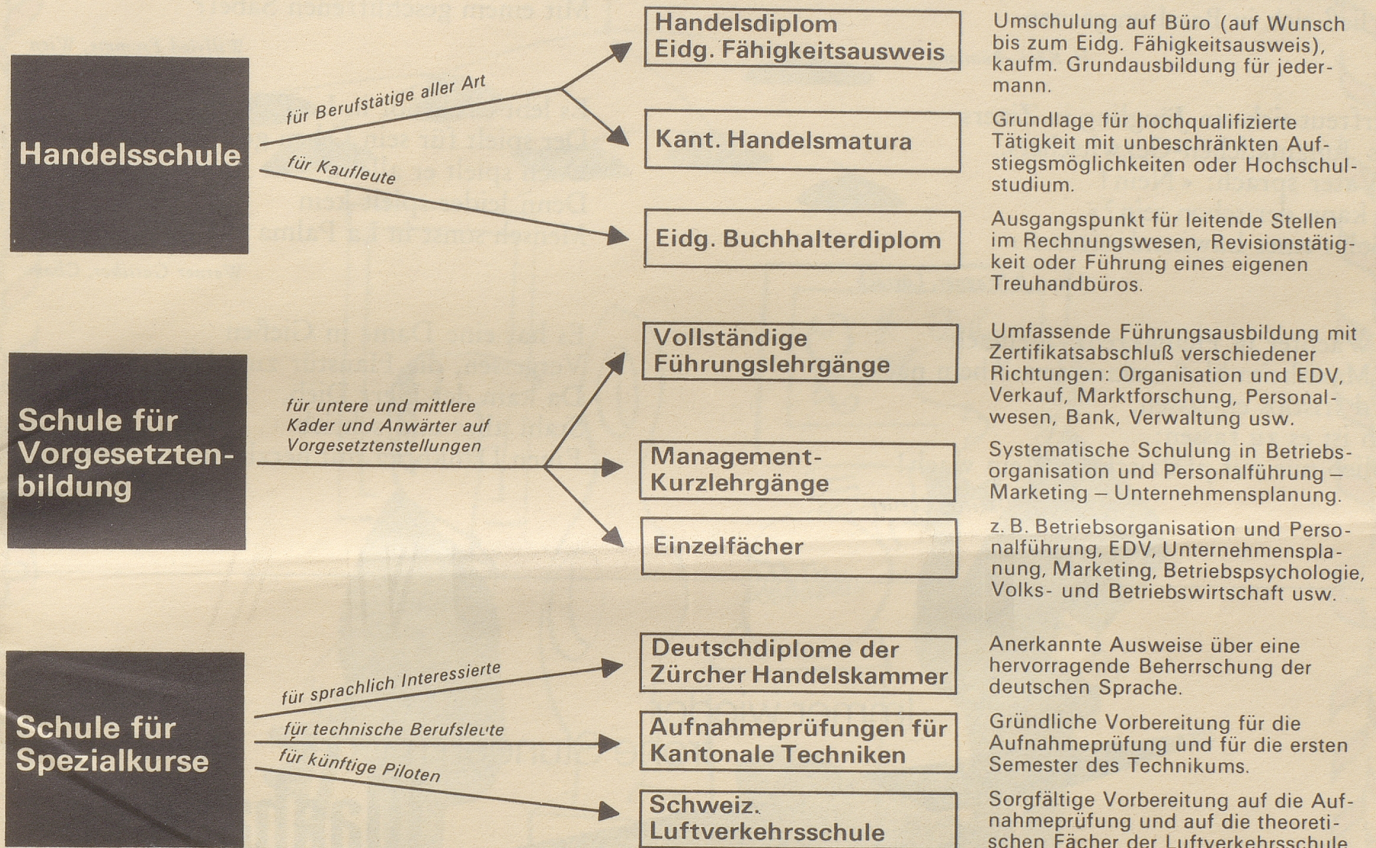 Handelsschule
für Berufstätige aller Art
für Kaufleute
Handelsdiplom
Eidg. Fähigkeitsausweis
Umschulung auf Büro (auf Wunsch
bis zum Eidg. Fähigkeitsausweis),
kaufm. Grundausbildung für jeder-
mann.
Kant. Handelsmatura
Grundlage für hochqualifizierte
Tätigkeit mit unbeschränkten Auf-
stiegsmöglichkeiten oder Hochschul-
studium.
Eidg. Buchhalterdiplom
Ausgangspunkt für leitende Stellen
im Rechnungswesen, Revisionstätig-
keit oder Führung eines eigenen
Treuhandbüros.
Schule für
Vorgesetzten-
bildung
für untere und mittlere
Kader und Anwärter auf
Vorgesetztenstellungen
Vollständige
Führungslehrgänge
Umfassende Führungsausbildung mit
Zertifikatsabschluß verschiedener
Richtungen: Organisation und EDV,
Verkauf, Marktforschung, Personal-
wesen, Bank, Verwaltung usw.
Management-
Kurzlehrgänge
Systematische Schulung in Betriebs-
organisation und Personalführung –
Marketing – Unternehmensplanung.
Einzelfächer
z. B. Betriebsorganisation und Perso-
nalführung, EDV, Unternehmenspla-
nung, Marketing, Betriebspsychologie,
Volks- und Betriebswirtschaft usw.
Schule für
Spezialkurse
für sprachlich Interessierte
für technische Berufsleute
für künftige Piloten
Deutschdiplome der
Zürcher Handelskammer
Anerkannte Ausweise über eine
hervorragende Beherrschung der
deutschen Sprache.
Aufnahmeprüfungen für
Kantonale Techniken
Gründliche Vorbereitung für die
Aufnahmeprüfung und für die ersten
Semester des Technikums.
Schweiz.
Luftverkehrsschule
Sorgfältige Vorbereitung auf die Auf-
nahmeprüfung und auf die theoreti-
schen Fächer der Luftverkehrsschule